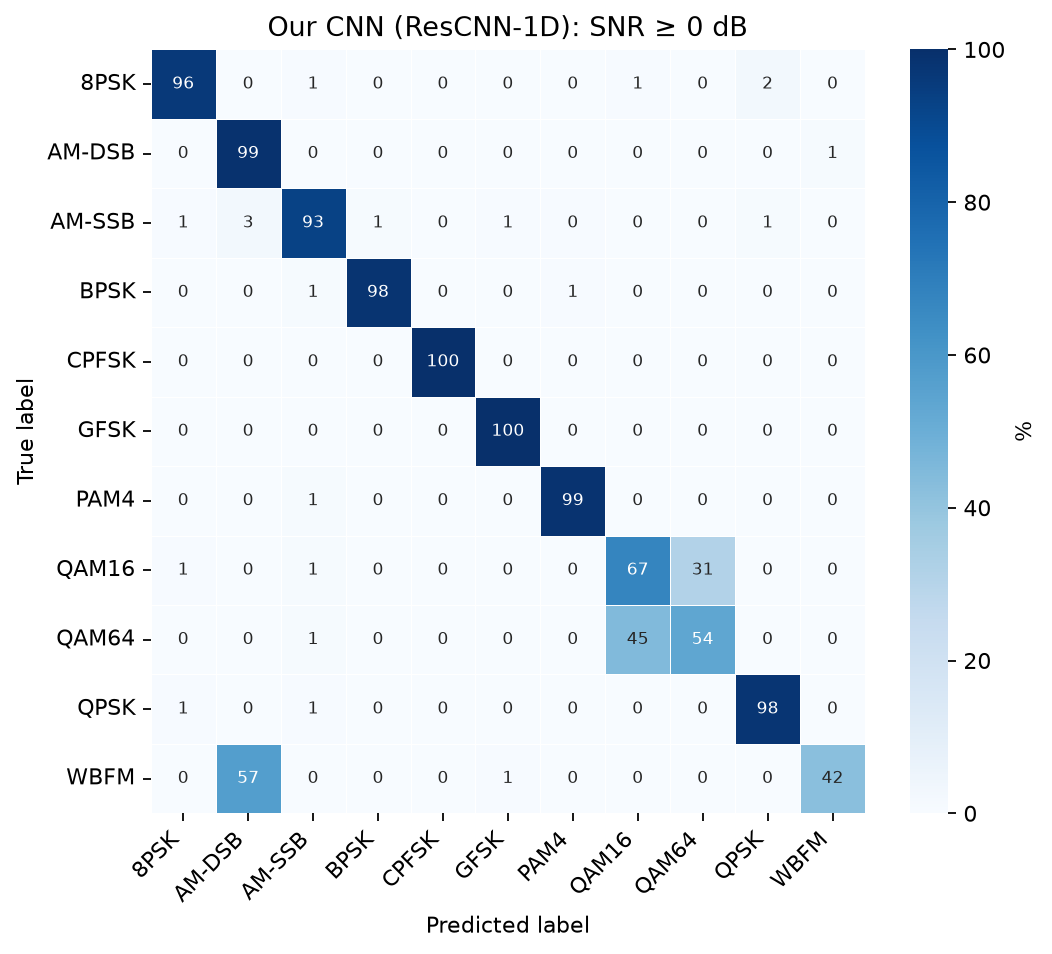 Our CNN (ResCNN-1D): SNR ≥ 0 dB
True label
8PSK 96 0 1 0 0 0 0 1 0 2 0
AM-DSB 0 99 0 0 0 0 0 0 0 0 1
AM-SSB 1 3 93 1 0 1 0 0 0 1 0
BPSK 0 0 1 98 0 0 1 0 0 0 0
CPFSK 0 0 0 0 100 0 0 0 0 0 0
GFSK 0 0 0 0 0 100 0 0 0 0 0
PAM4 0 0 1 0 0 0 99 0 0 0 0
QAM16 1 0 1 0 0 0 0 67 31 0 0
QAM64 0 0 1 0 0 0 0 45 54 0 0
QPSK 1 0 1 0 0 0 0 0 0 98 0
WBFM 0 57 0 0 0 1 0 0 0 0 42
8PSK AM-DSB AM-SSB BPSK CPFSK GFSK PAM4 QAM16 QAM64 QPSK WBFM
Predicted label
100
80
60
40
20
0
%